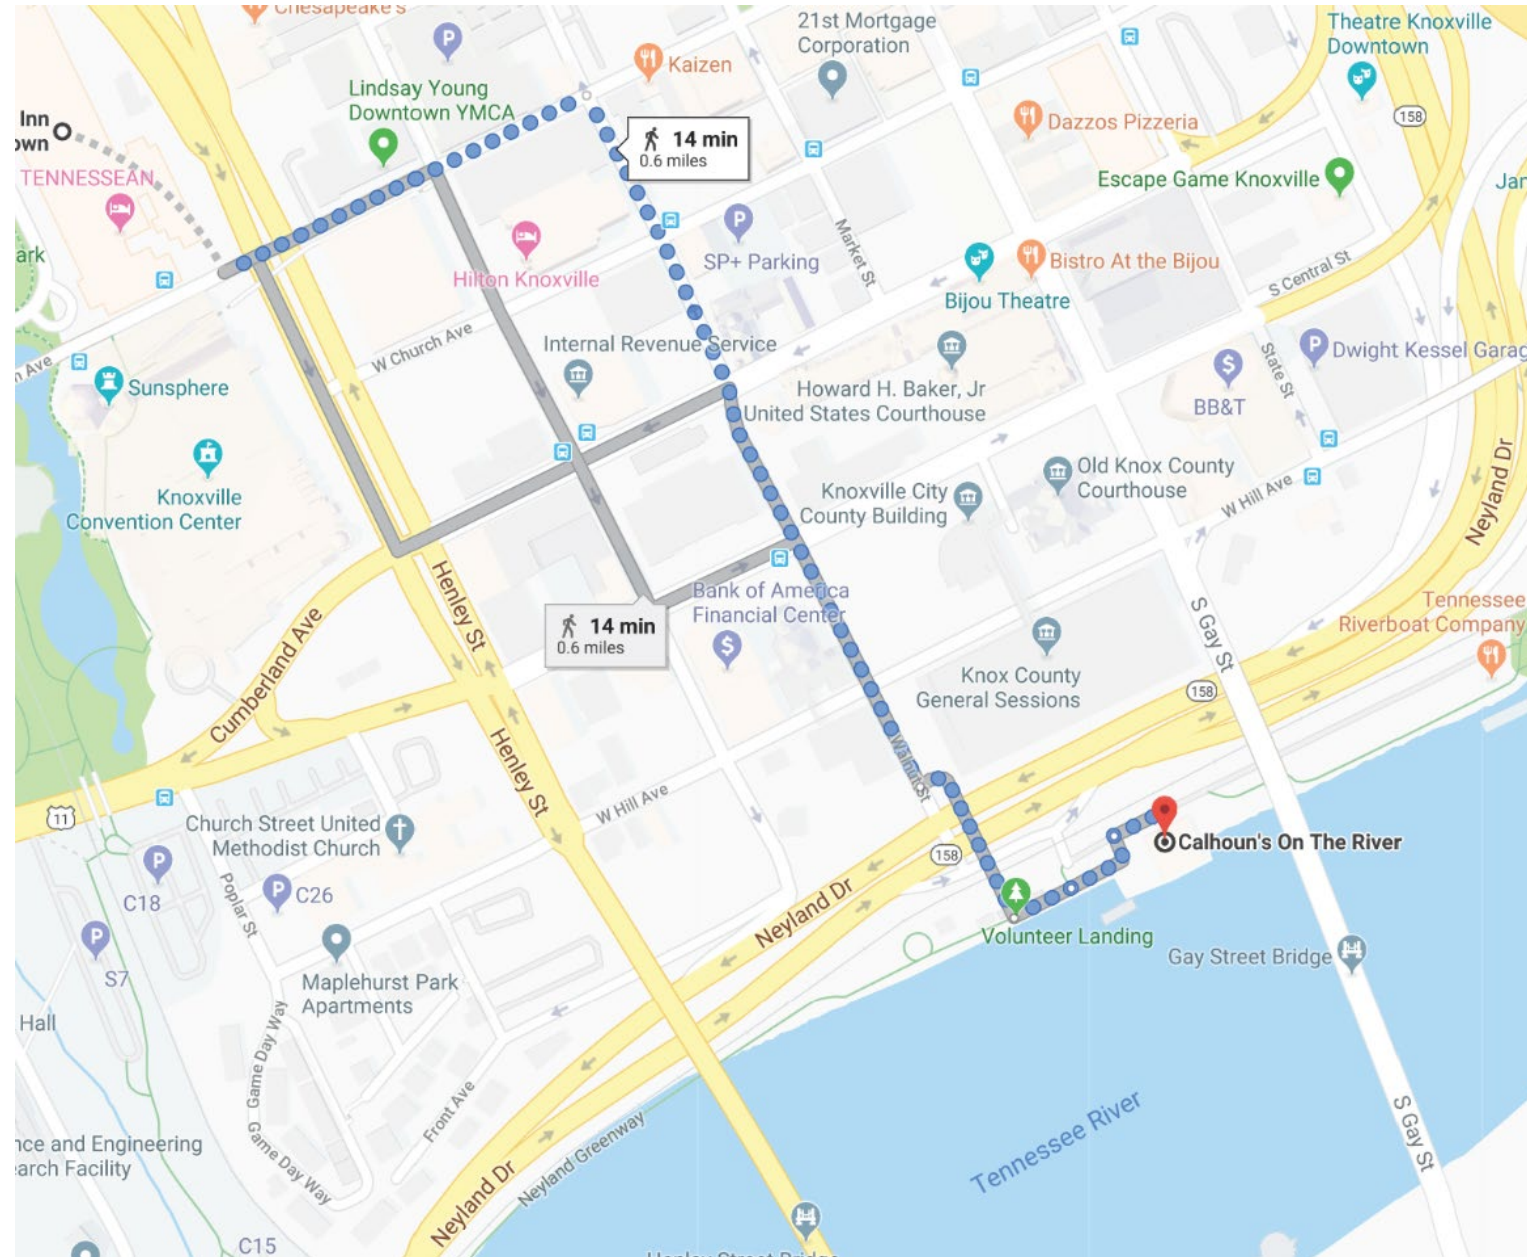 Chesapeake's
21st Mortgage
Corporation
Theatre Knoxville
Downtown
Kaizen
Lindsay Young
Downtown YMCA
158
Inn
own
Dazzos Pizzeria
14 min
0.6 miles
TENNESSEAN
Escape Game Knoxville
Jar
Market St
ark
Hilton Knoxville
SP+ Parking
Bistro At the Bijou
Bijou Theatre
S Central St
W Church Ave
Internal Revenue Service
n Ave
Sunsphere
Howard H. Baker, Jr
United States Courthouse
State St
Dwight Kessel Garag
BB&T
Knoxville
Convention Center
Knoxville City
County Building
Old Knox County
Courthouse
W Hill Ave
Neyland Dr
Henley St
Bank of America
Financial Center
14 min
0.6 miles
S Gay St
Tennessee
Riverboat Company
Cumberland Ave
Knox County
General Sessions
158
Henley St
Walnut St
W Hill Ave
11
Church Street United
Methodist Church
158
Calhoun's On The River
C18
Poplar St
C26
Neyland Dr
Volunteer Landing
Gay Street Bridge
S7
Maplehurst Park
Apartments
Hall
Game Day Way
Front Ave
Game Day Way
Neyland Greenway
Tennessee River
S Gay St
nce and Engineering
earch Facility
Neyland Dr
C15
Henley Street Bridge
P
P
P
P
P
P
$
$